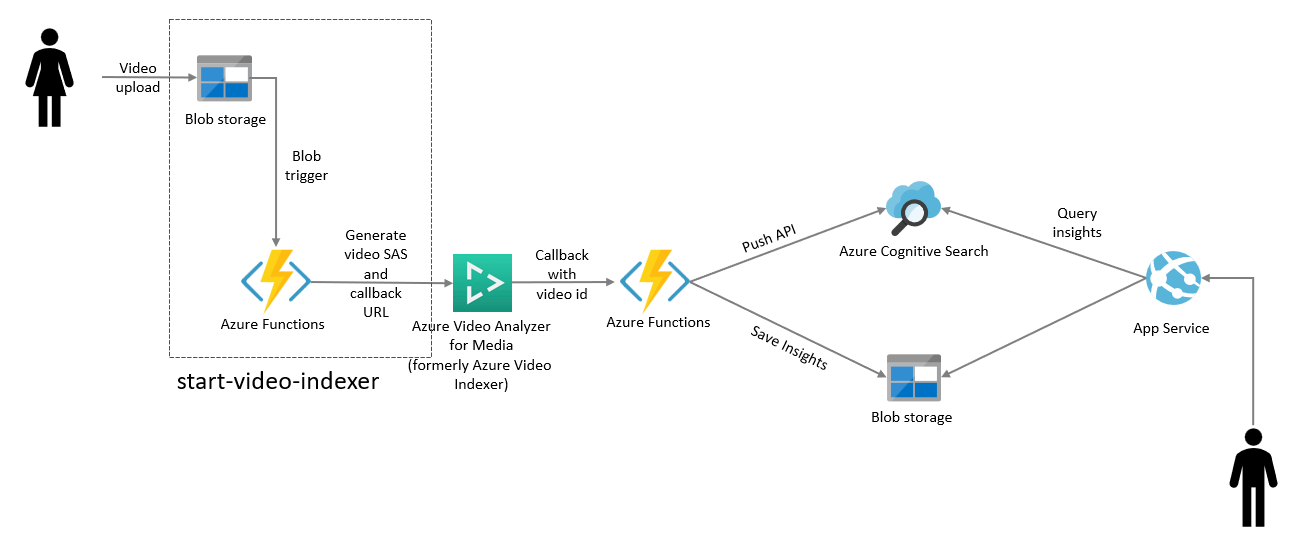 Video
upload
Blob storage
Blob
trigger
Generate
video SAS
and
callback
URL
Azure Functions
start-video-indexer
Azure Video Analyzer
for Media
(formerly Azure Video
Indexer)
Callback
with
video id
Azure Functions
Push API
Save Insights
Azure Cognitive Search
Blob storage
Query
insights
App Service